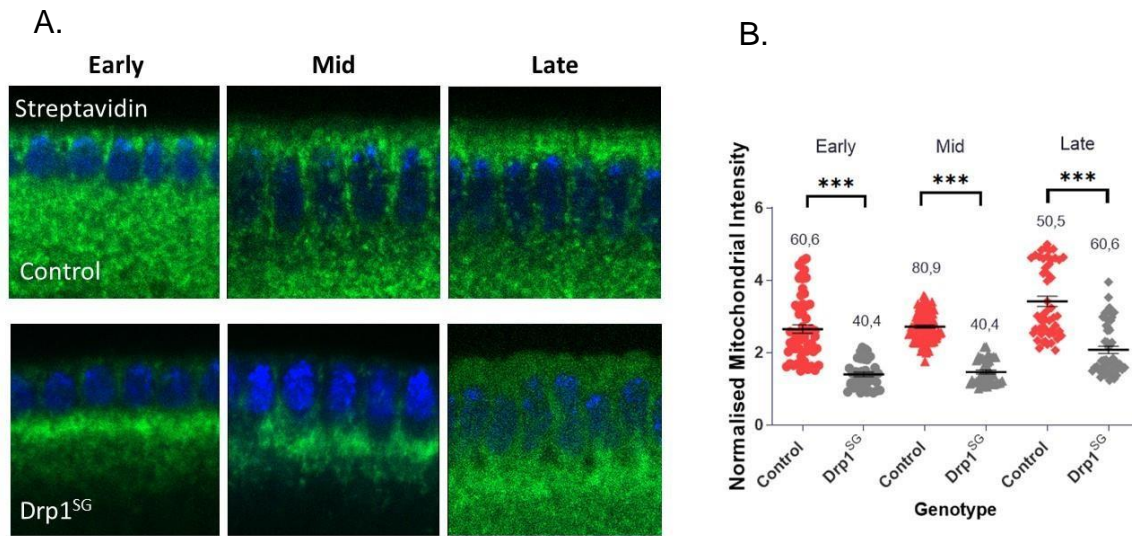 A.
Early Mid Late
Streptavidin
Control
Drp1SG
B.
Early Mid Late
*** *** ***
Normalised Mitochondrial Intensity
6
4
2
0
60,6 40,4 80,9 40,4 50,5 60,6
Control Drp1SG Control Drp1SG Control Drp1SG
Genotype